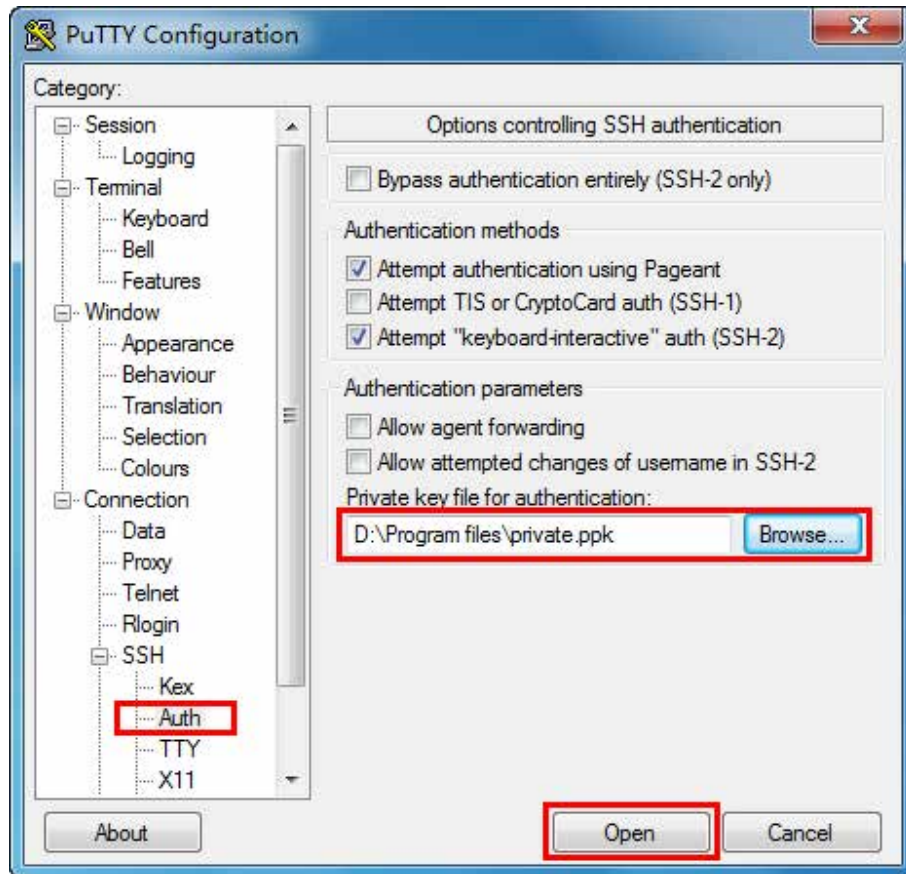 PuTTY Configuration
Category:
Session
Logging
Terminal
Keyboard
Bell
Features
Window
Appearance
Behaviour
Translation
Selection
Colours
Connection
Data
Proxy
Telnet
Rlogin
SSH
Kex
Auth
TTY
X11
Options controlling SSH authentication
Bypass authentication entirely (SSH-2 only)
Authentication methods
Attempt authentication using Pageant
Attempt TIS or CryptoCard auth (SSH-1)
Attempt "keyboard-interactive" auth (SSH-2)
Authentication parameters
Allow agent forwarding
Allow attempted changes of username in SSH-2
Private key file for authentication:
D:\Program files\private.ppk
Browse...
About
Open
Cancel